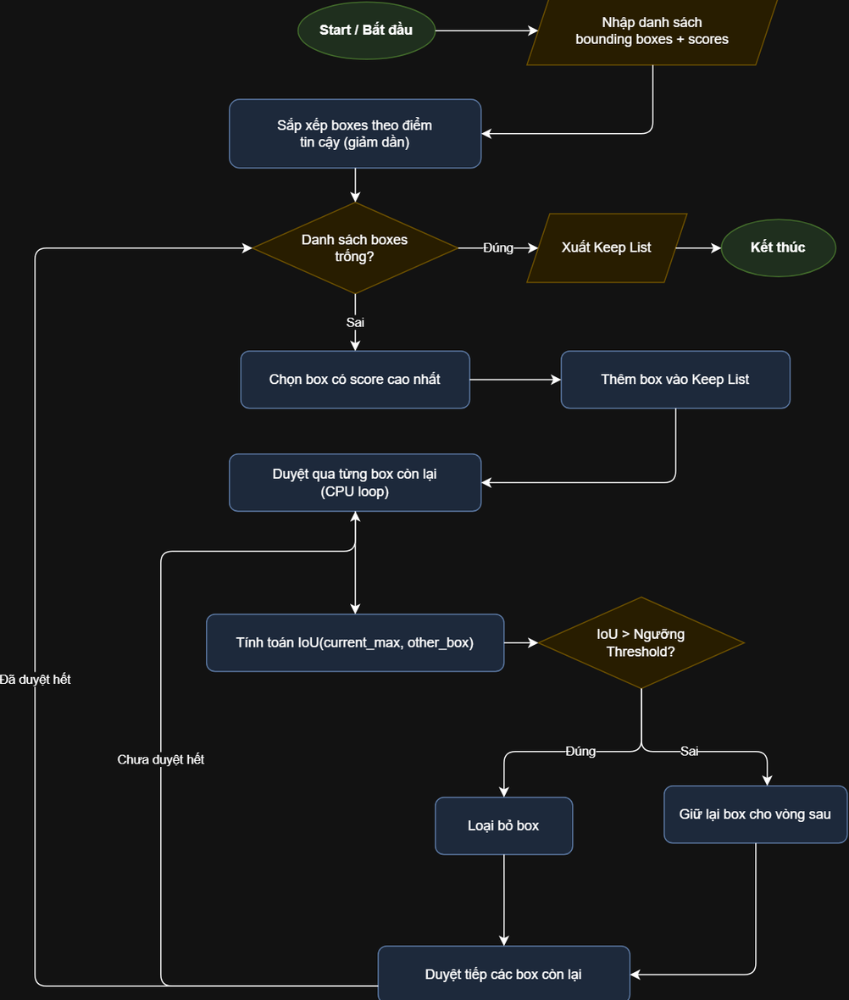 Start / Bắt đầu
Nhập danh sách
bounding boxes + scores
Sắp xếp boxes theo điểm
tin cậy (giảm dần)
Danh sách boxes
trống?
Đúng
Xuất Keep List
Kết thúc
Sai
Chọn box có score cao nhất
Thêm box vào Keep List
Duyệt qua từng box còn lại
(CPU loop)
Tính toán IoU(current_max, other_box)
IoU > Ngưỡng
Threshold?
Đã duyệt hết
Chưa duyệt hết
Đúng
Sai
Loại bỏ box
Giữ lại box cho vòng sau
Duyệt tiếp các box còn lại